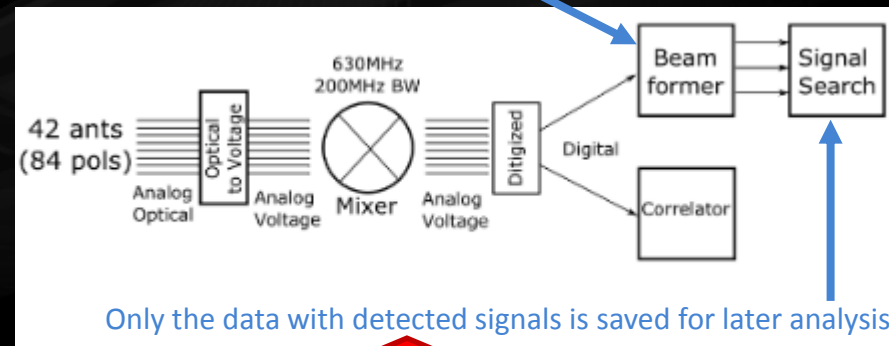 630MHz
200MHz BW
42 ants
(84 pols)
Analog
Optical
Optical
to Voltage
Analog
Voltage
Mixer
Analog
Voltage
Ditigized
Digital
Beam
former
Signal
Search
Correlator
Only the data with detected signals is saved for later analysis